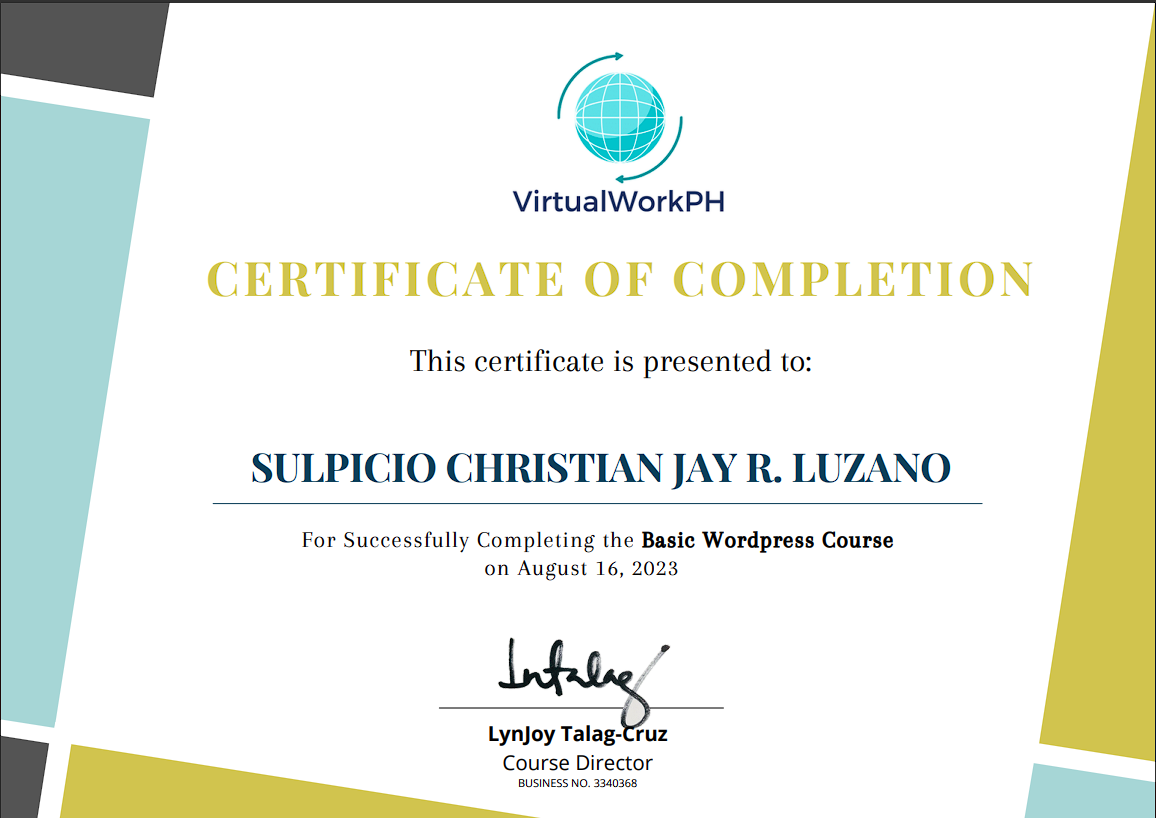 VirtualWorkPH
CERTIFICATE OF COMPLETION
This certificate is presented to:
SULPICIO CHRISTIAN JAY R. LUZANO
For Successfully Completing the Basic Wordpress Course
on August 16, 2023
LynJoy Talag-Cruz
Course Director
BUSINESS NO. 3340368